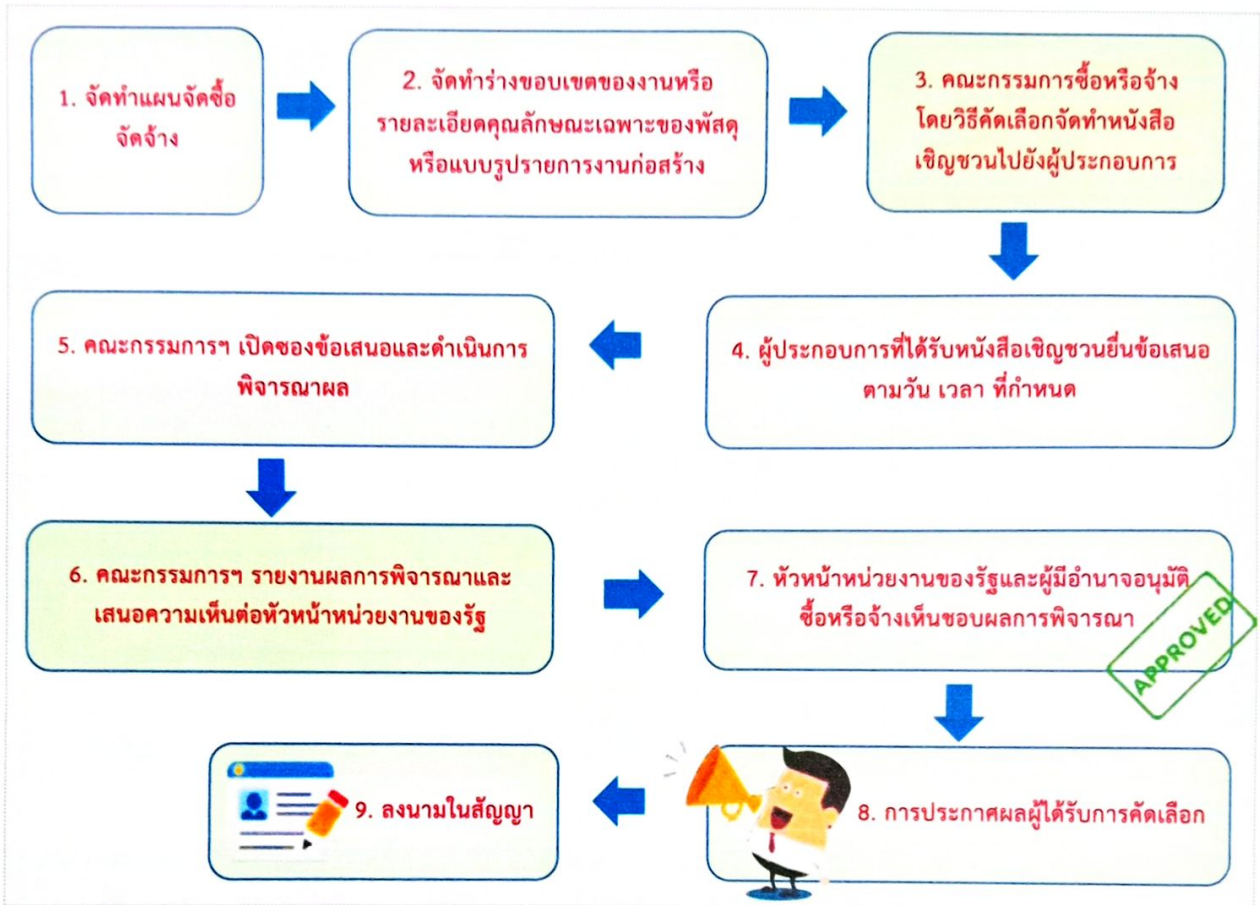 1. จัดทำแผนจัดซื้อ
จัดจ้าง
2. จัดทำร่างขอบเขตของงานหรือ
รายละเอียดคุณลักษณะเฉพาะของพัสดุ
หรือแบบรูปรายการงานก่อสร้าง
3. คณะกรรมการซื้อหรือจ้าง
โดยวิธีคัดเลือกจัดทำหนังสือ
เชิญชวนไปยังผู้ประกอบการ
4. ผู้ประกอบการที่ได้รับหนังสือเชิญชวนยื่นข้อเสนอ
ตามวัน เวลา ที่กำหนด
5. คณะกรรมการฯ เปิดซองข้อเสนอและดำเนินการ
พิจารณาผล
6. คณะกรรมการฯ รายงานผลการพิจารณาและ
เสนอความเห็นต่อหัวหน้าหน่วยงานของรัฐ
7. หัวหน้าหน่วยงานของรัฐและผู้มีอำนาจอนุมัติ
ซื้อหรือจ้างเห็นชอบผลการพิจารณา
APPROVED
8. การประกาศผลผู้ได้รับการคัดเลือก
9. ลงนามในสัญญา